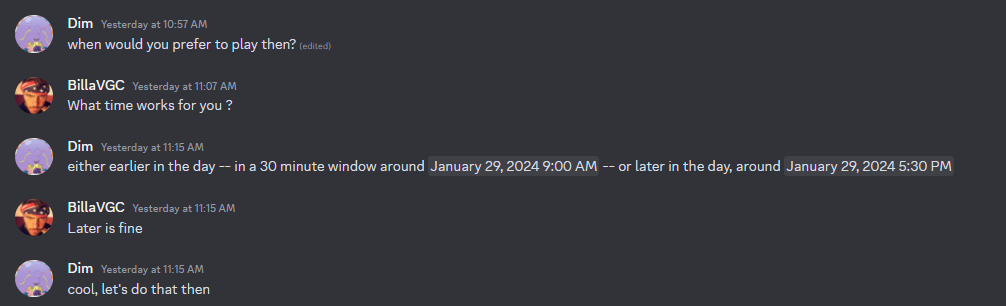 Dim Yesterday at 10:57 AM
when would you prefer to play then? (edited)
BillaVGC Yesterday at 11:07 AM
What time works for you ?
Dim Yesterday at 11:15 AM
either earlier in the day -- in a 30 minute window around January 29, 2024 9:00 AM -- or later in the day, around January 29, 2024 5:30 PM
BillaVGC Yesterday at 11:15 AM
Later is fine
Dim Yesterday at 11:15 AM
cool, let's do that then